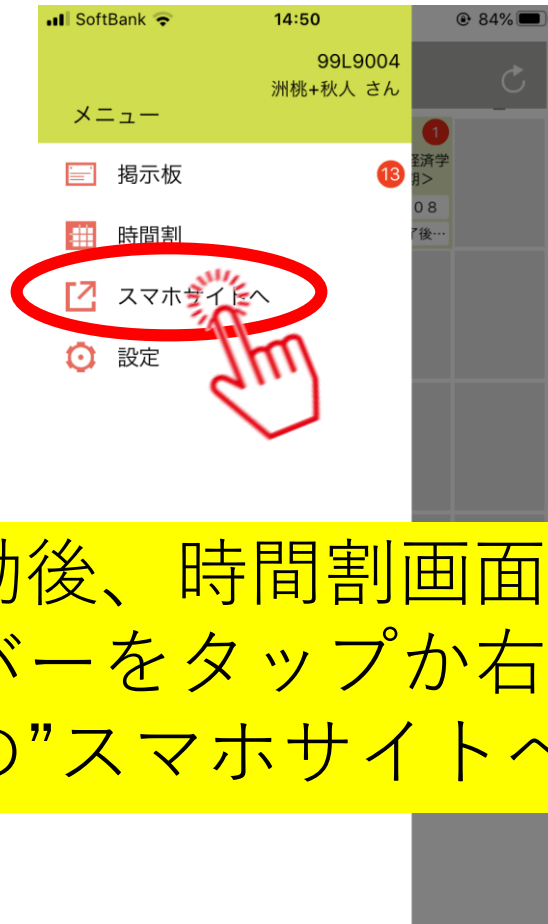 SoftBank 14:50 84%
99L9004
洲桃+秋人 さん
メニュー
1
経済学
期>
掲示板 13
08
了後…
時間割
スマホサイトへ
設定
動後、時間割画面
バーをタップか右
の”スマホサイトへ